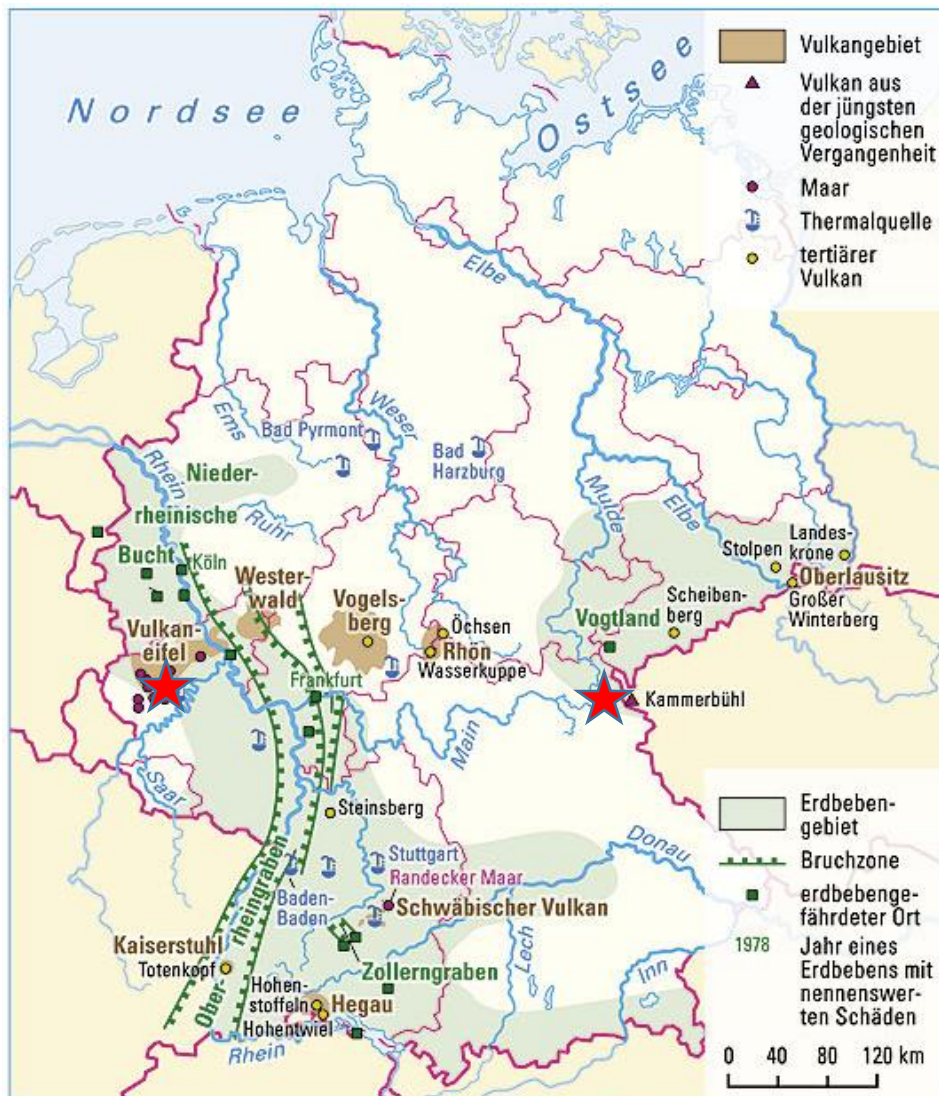 Nordsee
Ostsee
Vulkangebiet
Vulkan aus
der jüngsten
geologischen
Vergangenheit
Maar
Thermalquelle
tertiärer
Vulkan
Elbe
Weser
Ems
Bad Pyrmont
Bad
Harzburg
Rhein
Nieder-
rheinische
Bucht
Ruhr
Köln
Mulde
Elbe
Landes-
krone
Stolpen
Oberlausitz
Großer
Winterberg
Scheiben-
berg
Vogtland
Wester-
wald
Vogels-
berg
Öchsen
Rhön
Wasserkuppe
Vulkan-
eifel
Frankfurt
Kammerbühl
Main
Saar
Steinsberg
Donau
Stuttgart
Randecker Maar
Baden-
Baden
Schwäbischer Vulkan
Ober-
rheingraben
Kaiserstuhl
Totenkopf
Zollerngraben
Lech
Inn
Hohen-
stoffeln
Hegau
Hohentwiel
Rhein
Erdbeben-
gebiet
Bruchzone
erdbebenge-
fährdeter Ort
1978
Jahr eines
Erdbebens mit
nennenswer-
ten Schäden
0 40 80 120 km